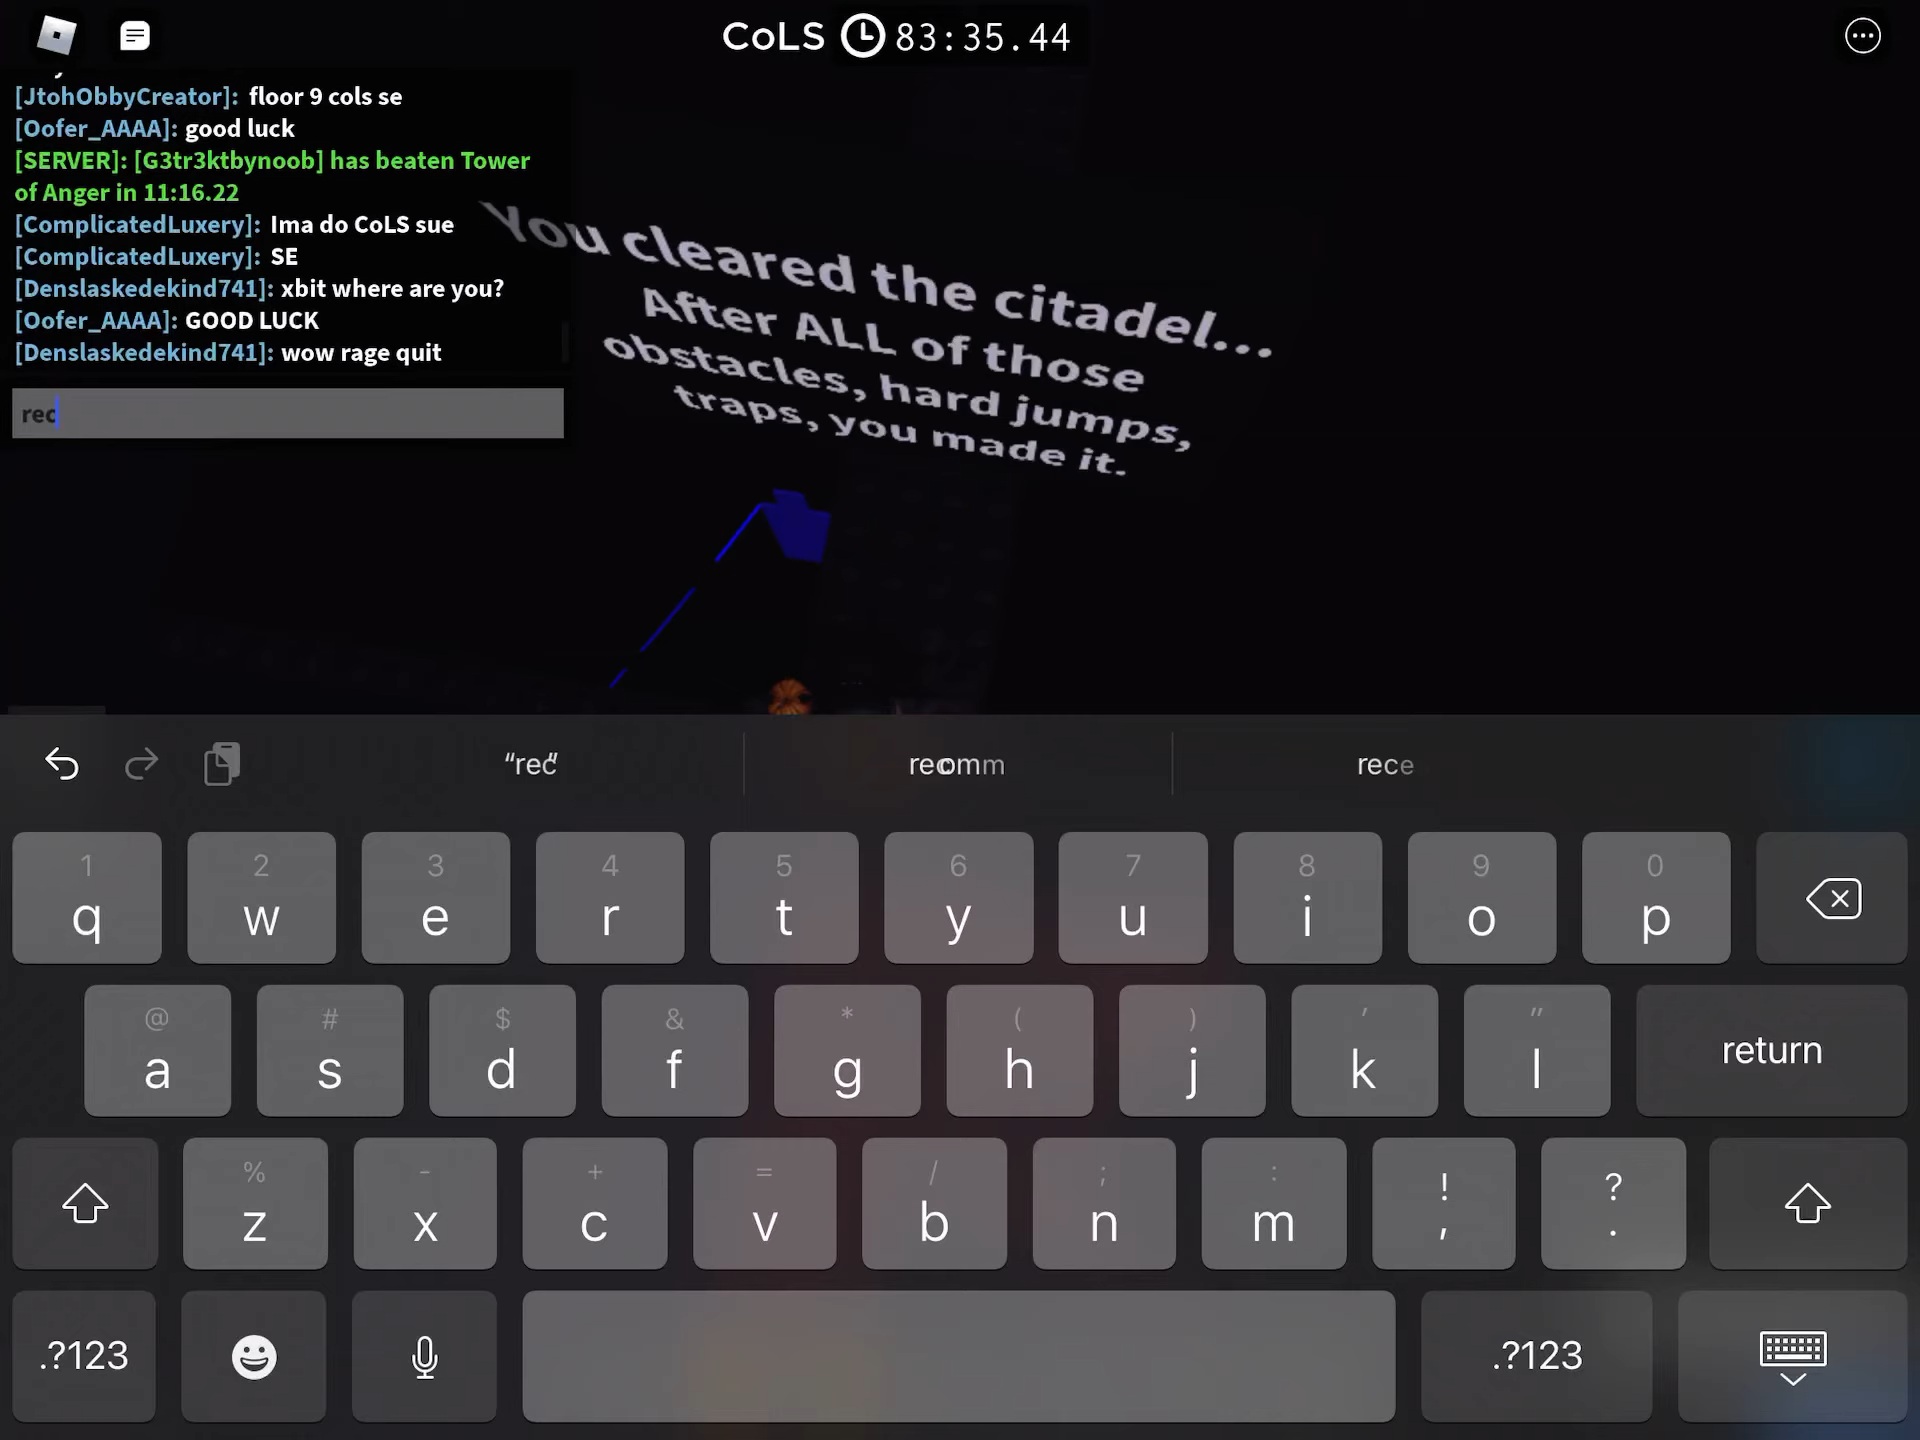 CoLS 83:35.44
[JtohObbyCreator]: floor 9 cols se
[Oofer_AAAA]: good luck
[SERVER]: [G3tr3ktbynoob] has beaten Tower
of Anger in 11:16.22
[ComplicatedLuxery]: Ima do CoLS sue
[ComplicatedLuxery]: SE
[Denslaskedekind741]: xbit where are you?
[Oofer_AAAA]: GOOD LUCK
[Denslaskedekind741]: wow rage quit
rec
You cleared the citadel...
After ALL of those
obstacles, hard jumps,
traps, you made it.
“rec” rece
1 2 3 4 5 6 7 8 9 0
q w e r t y u i o p
@ # $ & * ( ) ' "
a s d f g h j k l return
% - + = / ; : ! ?
z x c v b n m , .
.?123 .?123